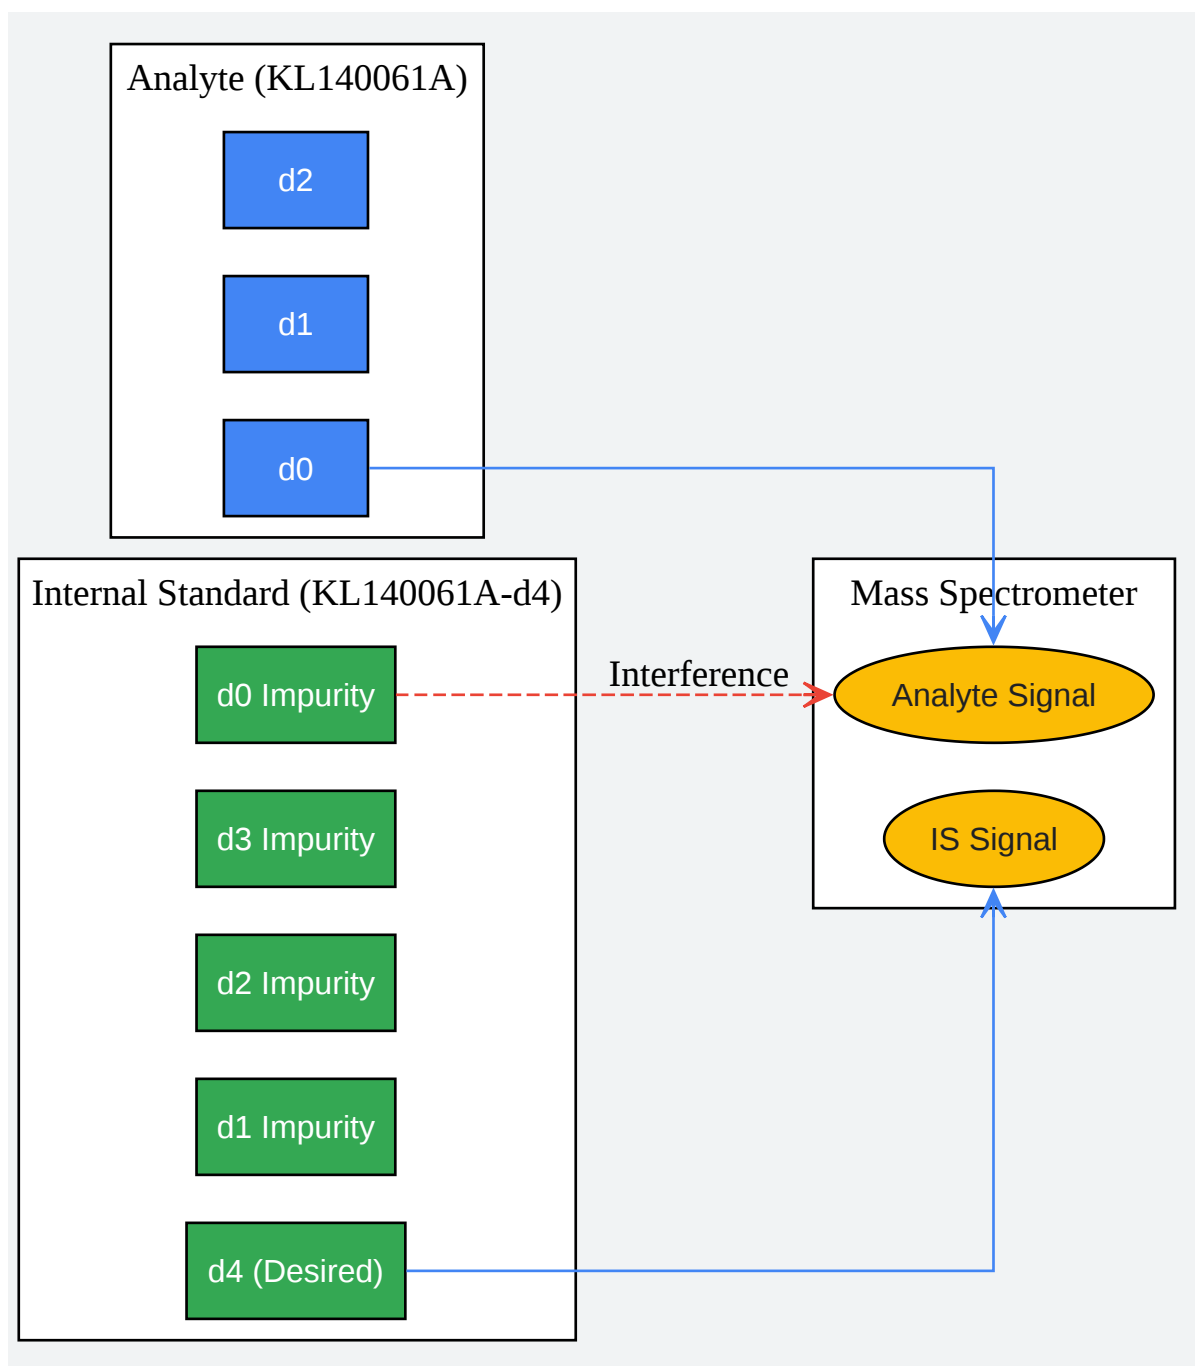 Analyte (KL140061A)
d2
d1
d0
Internal Standard (KL140061A-d4)
d0 Impurity
d3 Impurity
d2 Impurity
d1 Impurity
d4 (Desired)
Interference
Mass Spectrometer
Analyte Signal
IS Signal